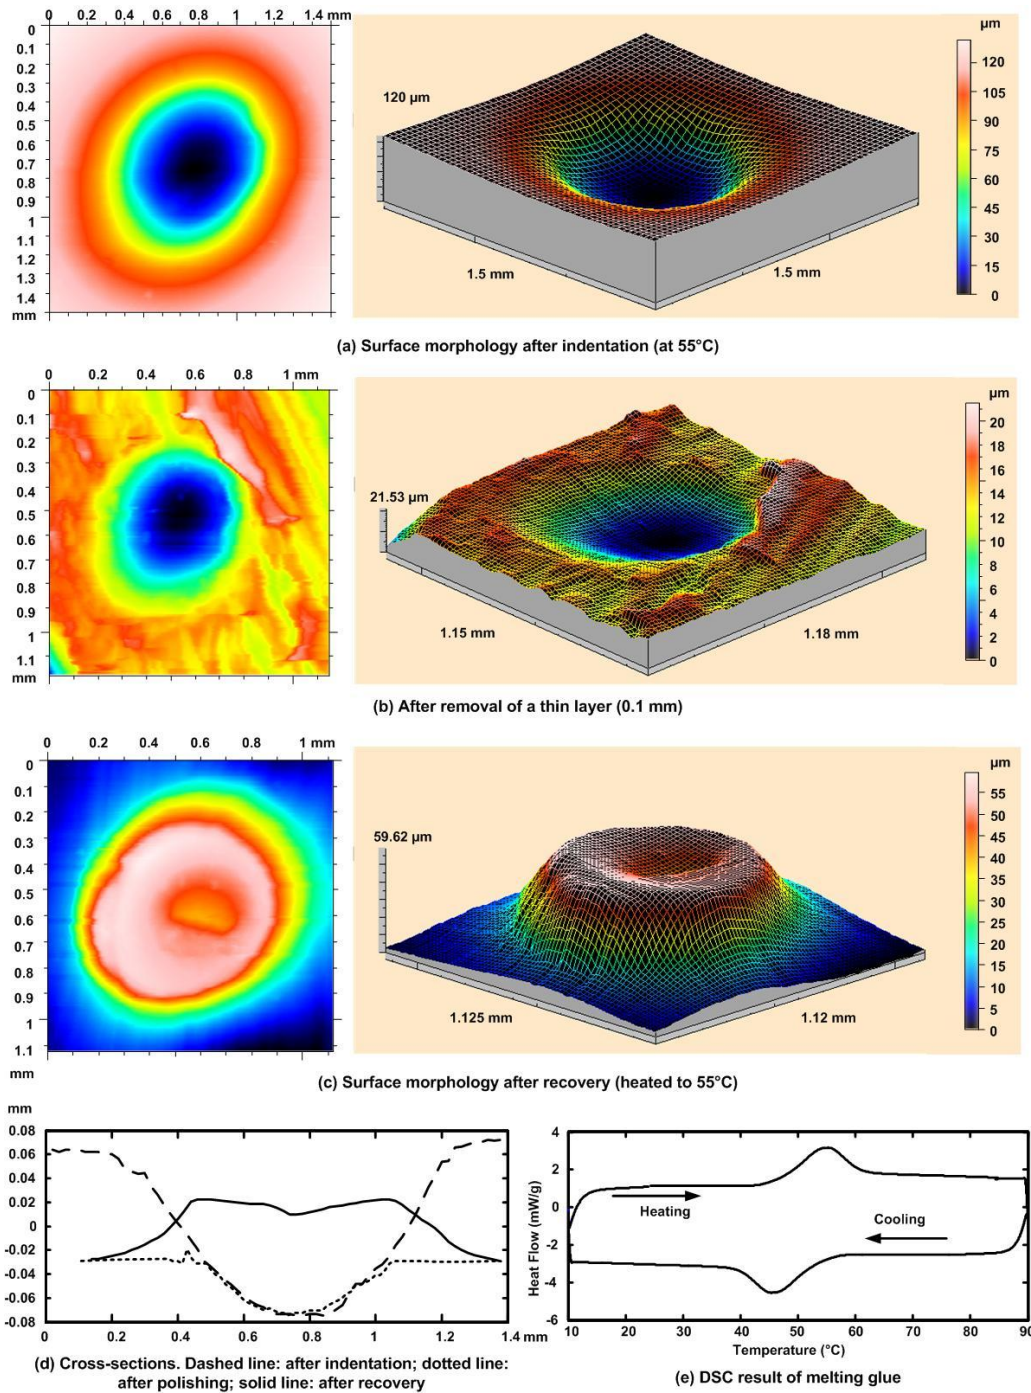 0 0.2 0.4 0.6 0.8 1 1.2 1.4 mm
0
0.1
0.2
0.3
0.4
0.5
0.6
0.7
0.8
0.9
1
1.1
1.2
1.3
1.4
mm
120 µm
1.5 mm
1.5 mm
µm
120
105
90
75
60
45
30
15
0
(a) Surface morphology after indentation (at 55°C)
0 0.2 0.4 0.6 0.8 1 mm
0
0.1
0.2
0.3
0.4
0.5
0.6
0.7
0.8
0.9
1
1.1
mm
21.53 µm
1.15 mm
1.18 mm
µm
20
18
16
14
12
10
8
6
4
2
0
(b) After removal of a thin layer (0.1 mm)
0 0.2 0.4 0.6 0.8 1 mm
0
0.1
0.2
0.3
0.4
0.5
0.6
0.7
0.8
0.9
1
1.1
mm
59.62 µm
1.125 mm
1.12 mm
µm
55
50
45
40
35
30
25
20
15
10
5
0
(c) Surface morphology after recovery (heated to 55°C)
mm
0.08
0.06
0.04
0.02
0
-0.02
-0.04
-0.06
-0.08
0 0.2 0.4 0.6 0.8 1 1.2 1.4 mm
(d) Cross-sections. Dashed line: after indentation; dotted line:
after polishing; solid line: after recovery
Heat Flow (mW/g)
4
2
0
-2
-4
-6
Heating
Cooling
10 20 30 40 50 60 70 80 90
Temperature (°C)
(e) DSC result of melting glue